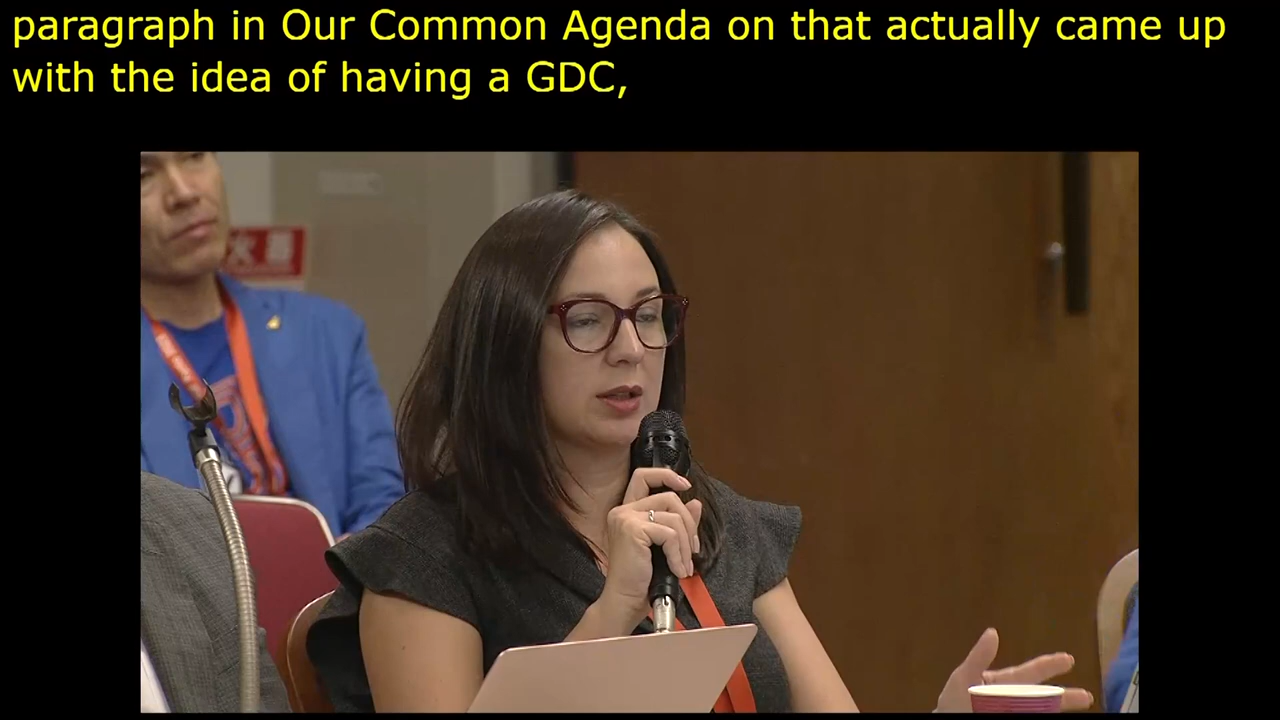 paragraph in Our Common Agenda on that actually came up
with the idea of having a GDC,